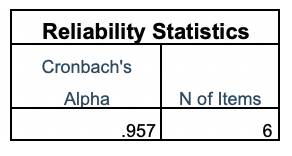 Reliability Statistics
Cronbach's
Alpha N of Items
.957 6